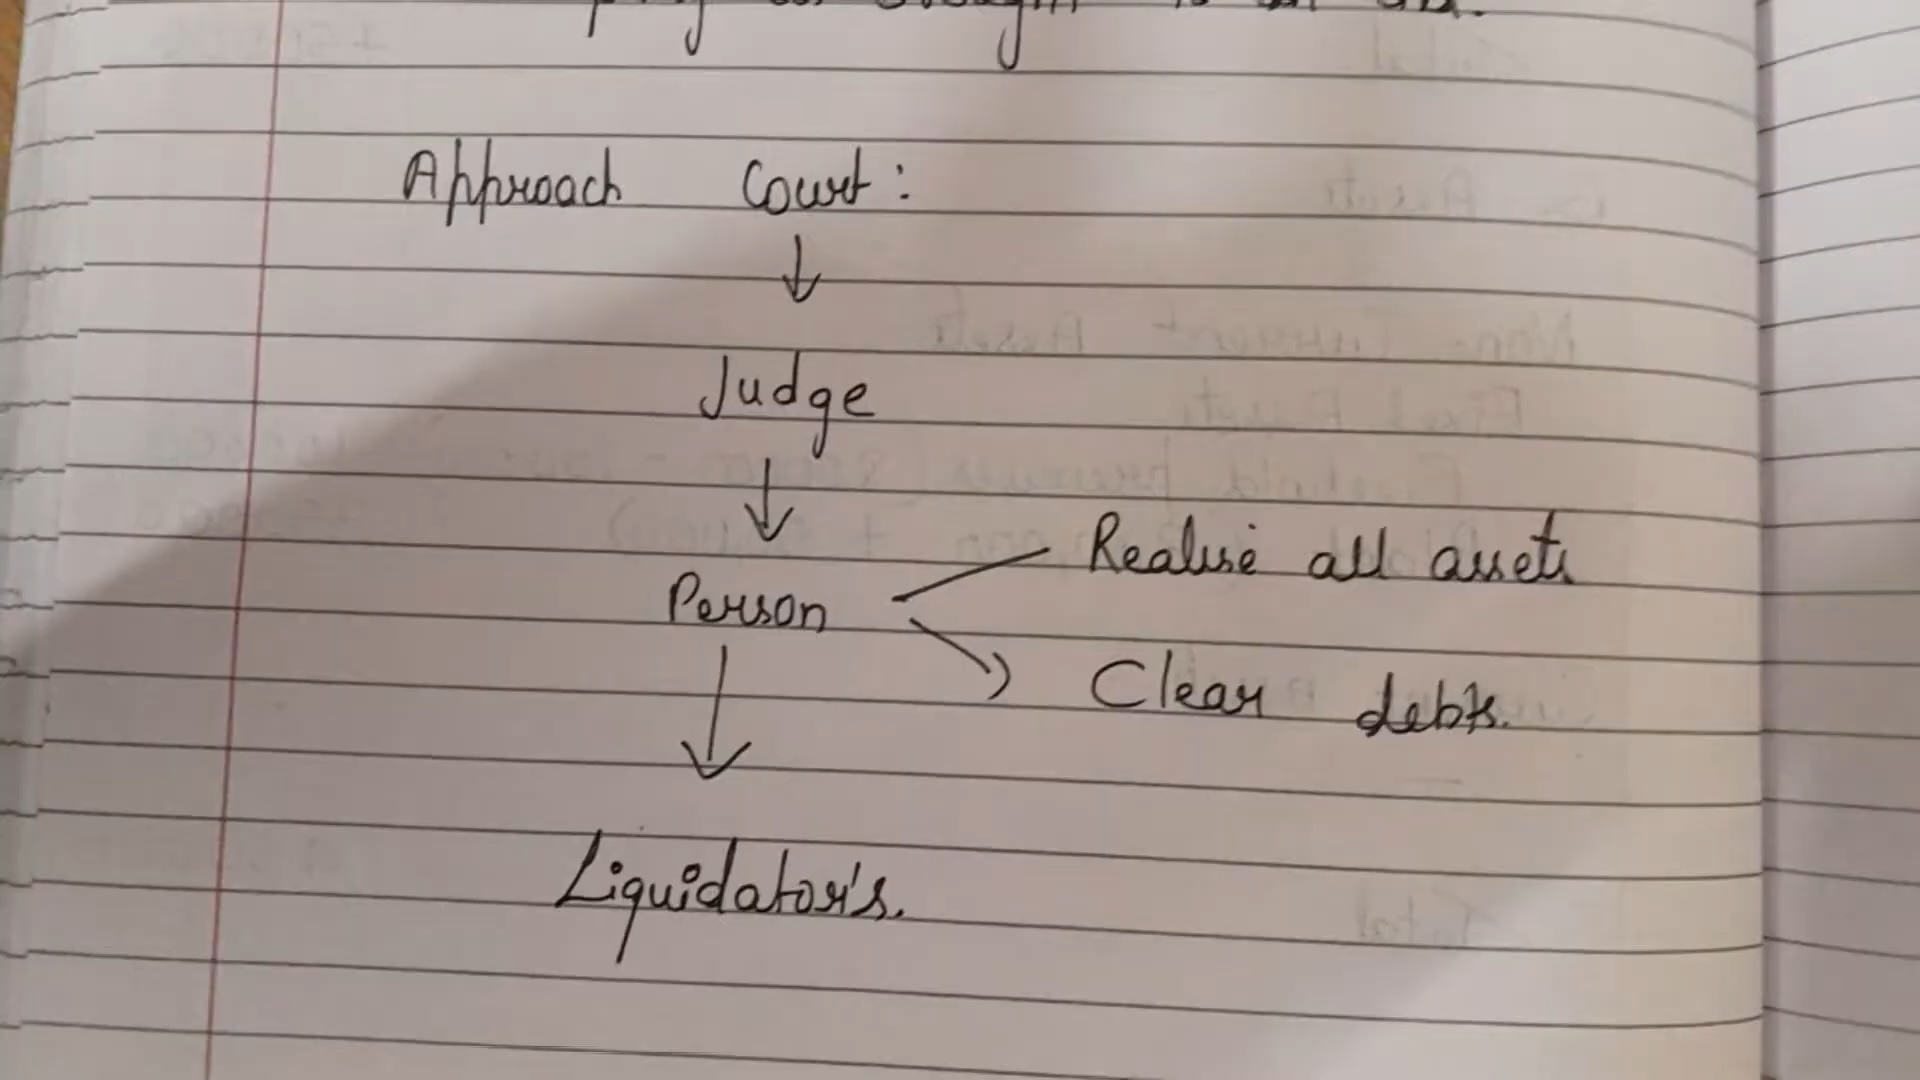 Approach Court :
Judge
Person
Realise all assets
Clear debts.
Liquidator's.